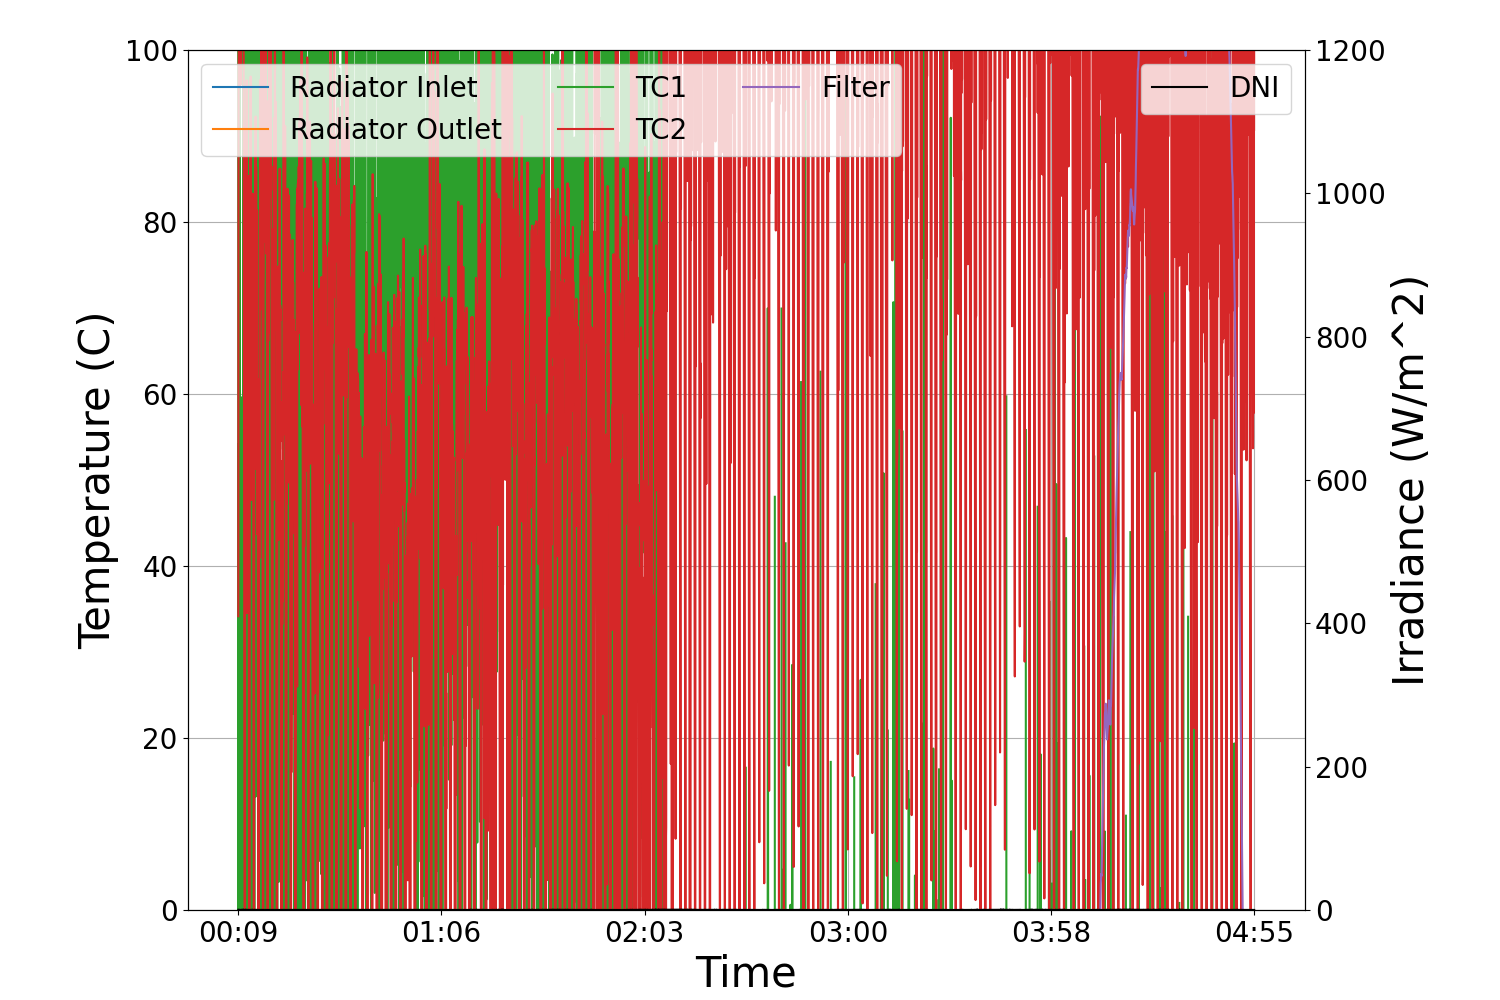 Radiator Inlet
Radiator Outlet
TC1
TC2
Filter
DNI
Temperature (C)
100
80
60
40
20
0
Irradiance (W/m^2)
1200
1000
800
600
400
200
0
00:09 01:06 02:03 03:00 03:58 04:55
Time